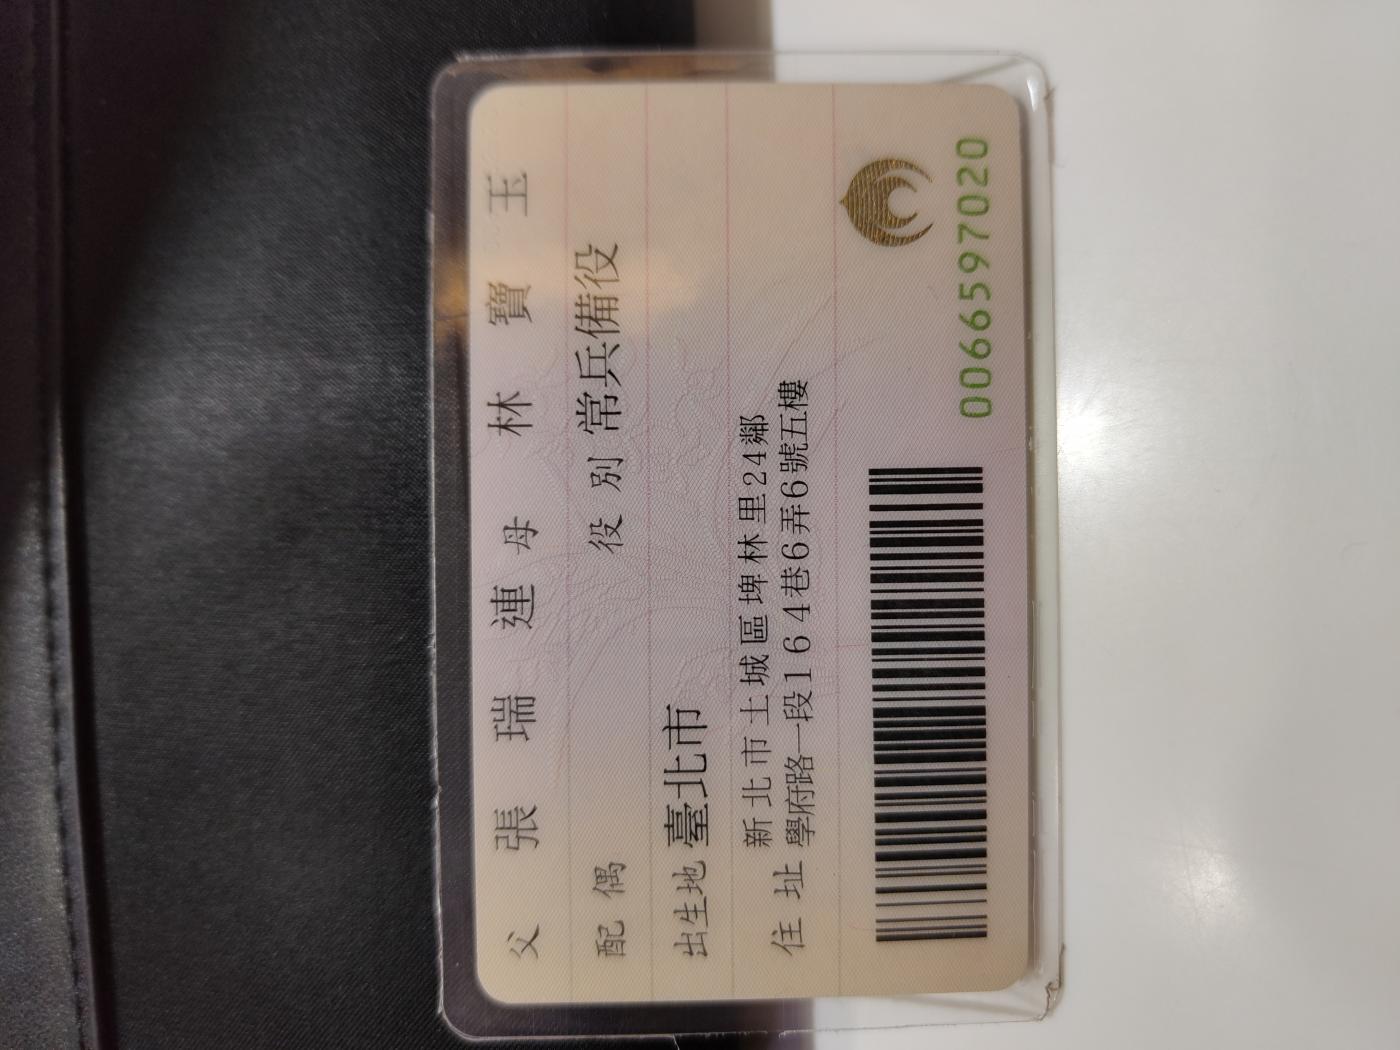 父 張瑞連 母 林寶玉
配偶 役別 常兵備役
出生地 臺北市
住址 新北市土城區埤林里24鄰
學府路一段164巷6弄6號五樓
0066597020